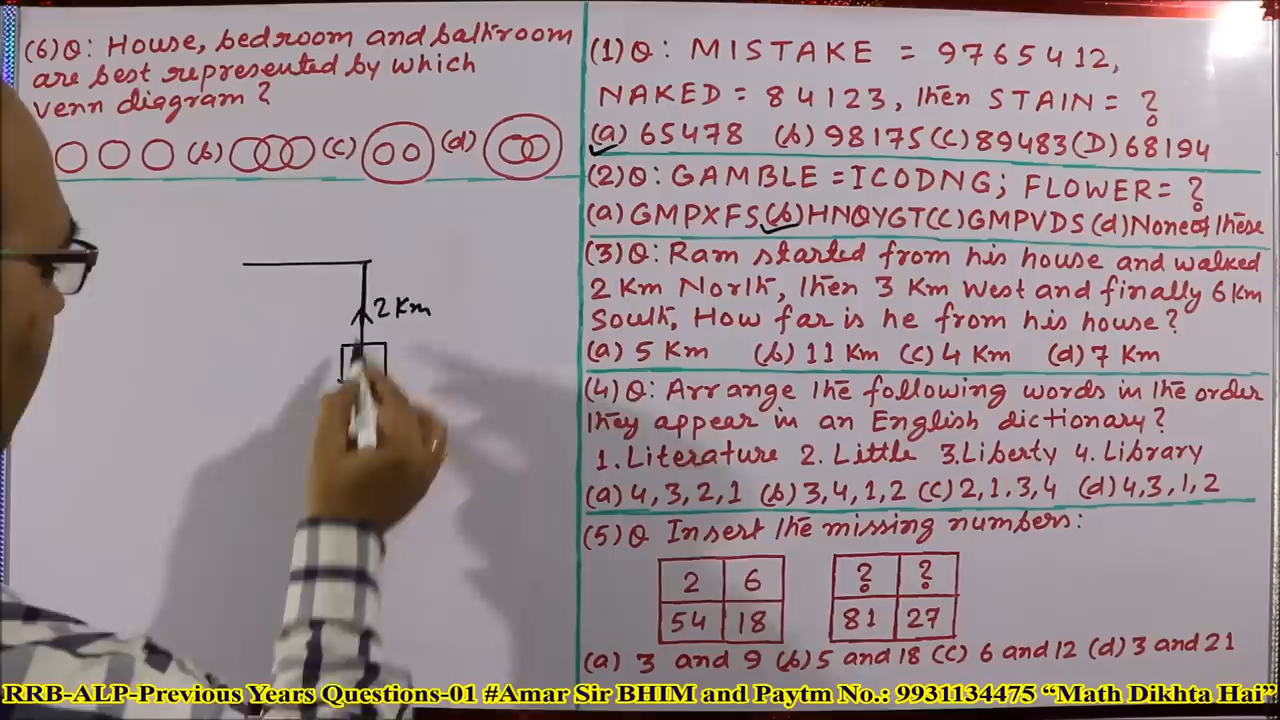 (6)Q: House, bedroom and bathroom
are best represented by which
venn diagram?
(b) (c) (d)
2 Km
(1)Q: MISTAKE = 9765412,
NAKED = 84123, then STAIN = ?
(a) 65478 (b) 98175 (C) 89483 (D) 68194
(2)Q: GAMBLE = ICODNG; FLOWER = ?
(a) GMPXFS (b) HNQYGT (C) GMPVDS (d) None of these
(3)Q: Ram started from his house and walked
2 Km North, then 3 Km West and finally 6 Km
South, How far is he from his house?
(a) 5 Km (b) 11 Km (c) 4 Km (d) 7 Km
(4)Q: Arrange the following words in the order
they appear in an English dictionary?
1. Literature 2. Little 3. Liberty 4. Library
(a) 4, 3, 2, 1 (b) 3, 4, 1, 2 (c) 2, 1, 3, 4 (d) 4, 3, 1, 2
(5)Q Insert the missing numbers:
2 6 ? ?
54 18 81 27
(a) 3 and 9 (b) 5 and 18 (C) 6 and 12 (d) 3 and 21
RRB-ALP-Previous Years Questions-01 #Amar Sir BHIM and Paytm No.: 9931134475 “Math Dikhta Hai”